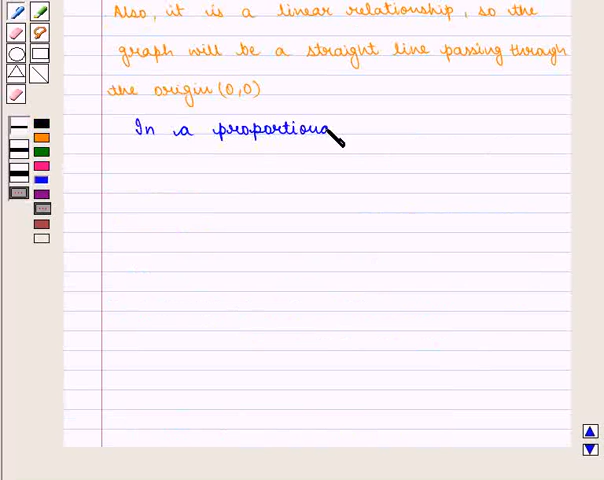 Also, it is a linear relationship, so the
graph will be a straight line passing through
the origin (0,0)
In a proportiona